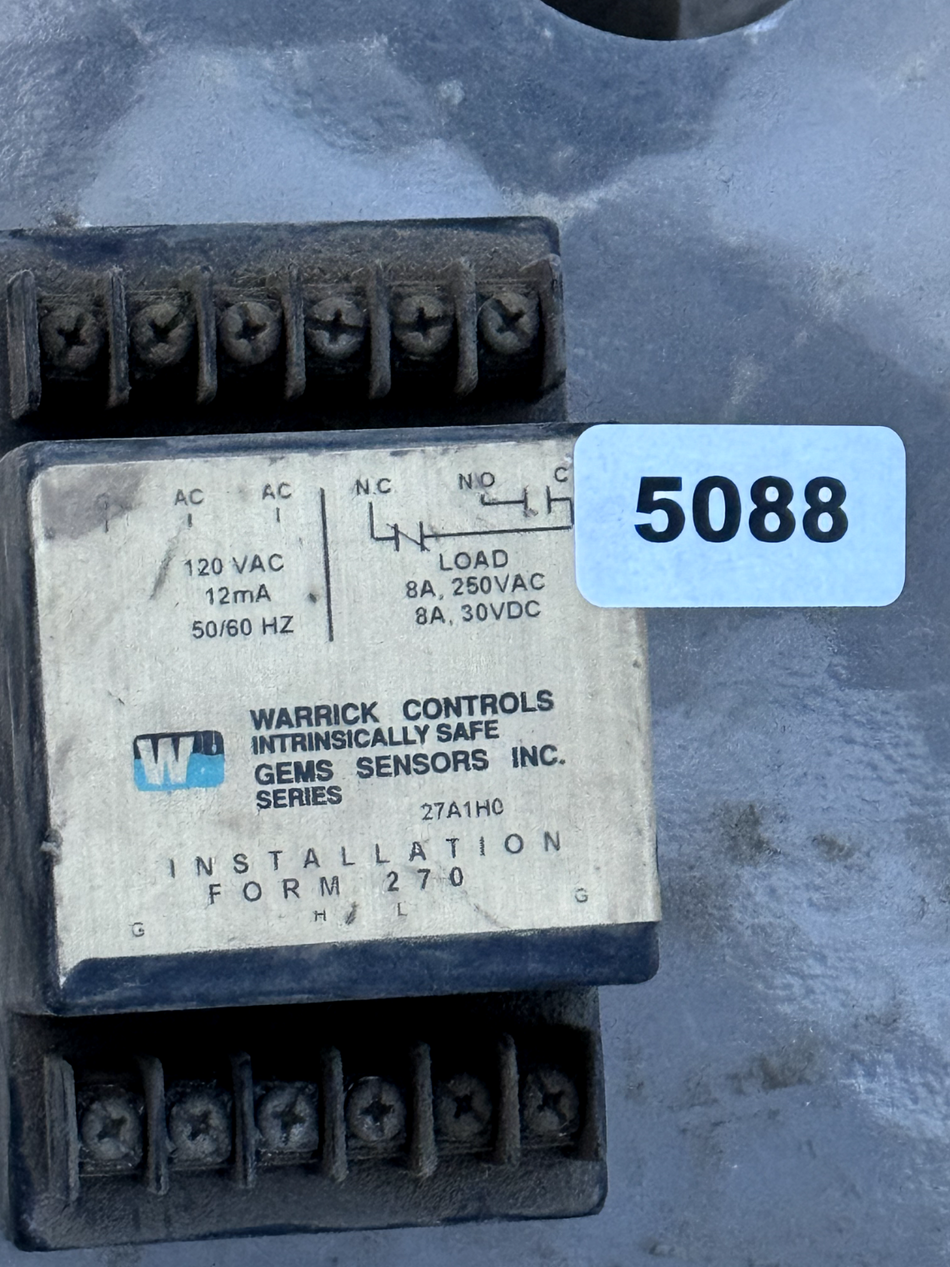 AC AC N.C N.O C
5088
120 VAC
12mA
50/60 HZ
LOAD
8A, 250VAC
8A, 30VDC
W
WARRICK CONTROLS
INTRINSICALLY SAFE
GEMS SENSORS INC.
SERIES
27A1H0
INSTALLATION
FORM 270
G H L G